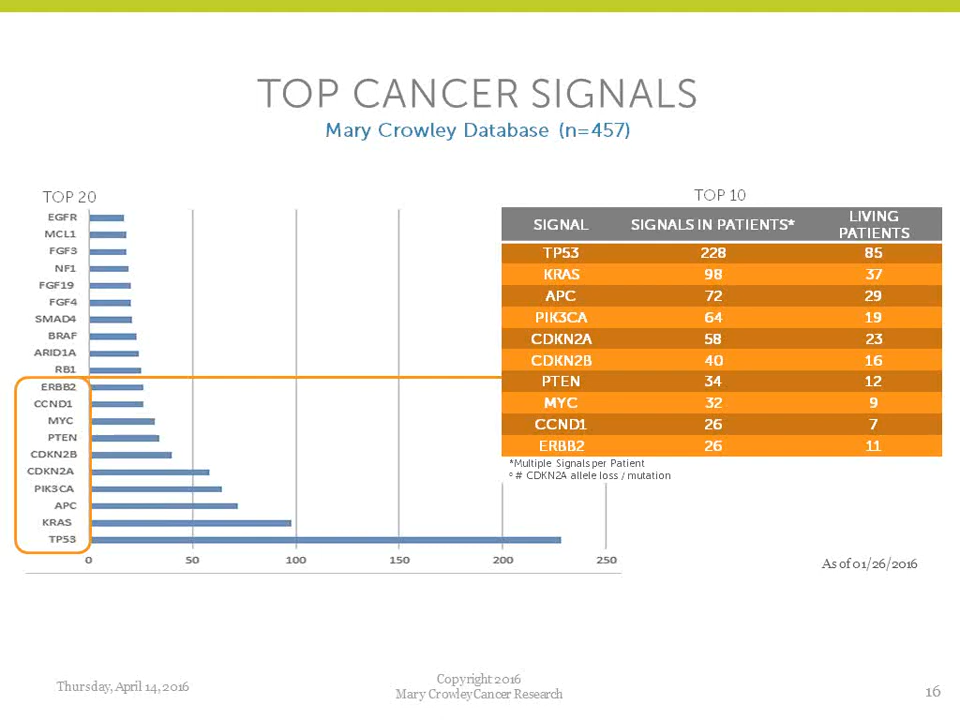 TOP CANCER SIGNALS
Mary Crowley Database (n=457)
TOP 20
EGFR
MCL1
FGF3
NF1
FGF19
FGF4
SMAD4
BRAF
ARID1A
RB1
ERBB2
CCND1
MYC
PTEN
CDKN2B
CDKN2A
PIK3CA
APC
KRAS
TP53
0 50 100 150 200 250
TOP 10
SIGNAL SIGNALS IN PATIENTS* LIVING PATIENTS
TP53 228 85
KRAS 98 37
APC 72 29
PIK3CA 64 19
CDKN2A 58 23
CDKN2B 40 16
PTEN 34 12
MYC 32 9
CCND1 26 7
ERBB2 26 11
*Multiple Signals per Patient
º # CDKN2A allele loss / mutation
As of 01/26/2016
Thursday, April 14, 2016
Copyright 2016
Mary CrowleyCancer Research
16